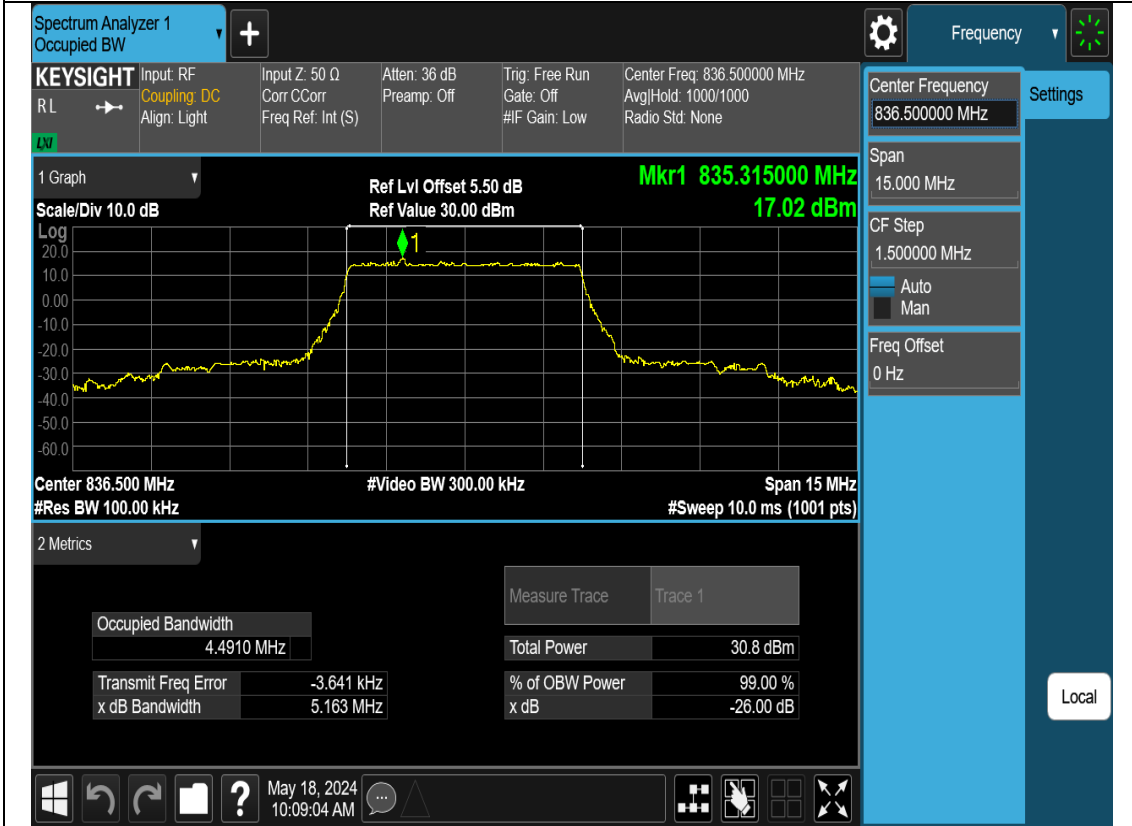 Spectrum Analyzer 1
Occupied BW
+
Frequency
KEYSIGHT
RL
LXI
Input: RF
Coupling: DC
Align: Light
Input Z: 50 Ω
Corr CCorr
Freq Ref: Int (S)
Atten: 36 dB
Preamp: Off
Trig: Free Run
Gate: Off
#IF Gain: Low
Center Freq: 836.500000 MHz
Avg|Hold: 1000/1000
Radio Std: None
Center Frequency
836.500000 MHz
Settings
Span
15.000 MHz
CF Step
1.500000 MHz
Auto
Man
Freq Offset
0 Hz
Local
1 Graph
Scale/Div 10.0 dB
Ref Lvl Offset 5.50 dB
Ref Value 30.00 dBm
Mkr1 835.315000 MHz
17.02 dBm
Log
1
20.0
10.0
0.00
-10.0
-20.0
-30.0
-40.0
-50.0
-60.0
Center 836.500 MHz
#Video BW 300.00 kHz
Span 15 MHz
#Res BW 100.00 kHz
#Sweep 10.0 ms (1001 pts)
2 Metrics
Measure Trace Trace 1
Occupied Bandwidth
4.4910 MHz
Total Power 30.8 dBm
Transmit Freq Error -3.641 kHz
% of OBW Power 99.00 %
x dB Bandwidth 5.163 MHz
x dB -26.00 dB
?
May 18, 2024
10:09:04 AM